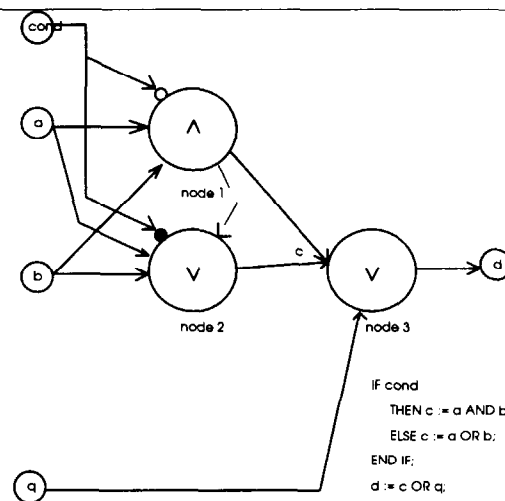 cond
a
∧
node 1
b
∨
node 2
c
∨
node 3
d
q
IF cond
THEN c := a AND b
ELSE c := a OR b;
END IF;
d := c OR q;